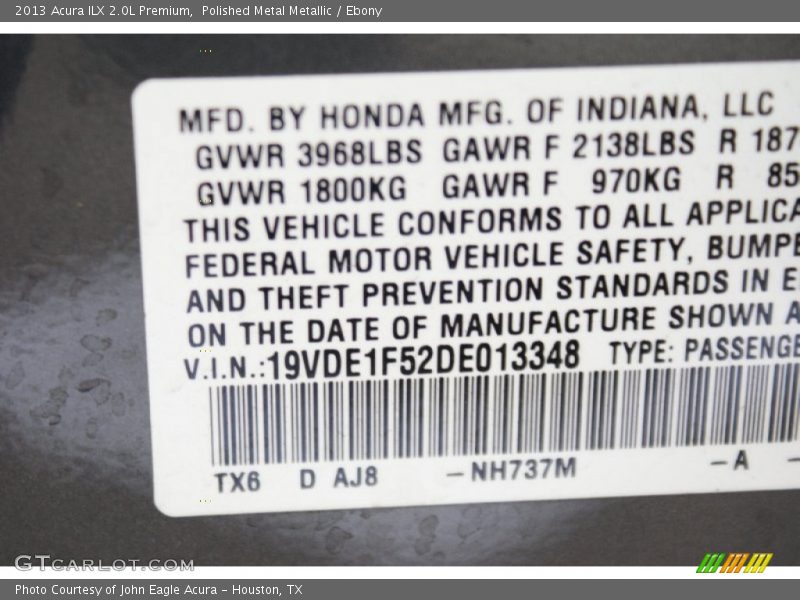 2013 Acura ILX 2.0L Premium, Polished Metal Metallic / Ebony
MFD. BY HONDA MFG. OF INDIANA, LLC
GVWR 3968LBS GAWR F 2138LBS R 187
GVWR 1800KG GAWR F 970KG R 85
THIS VEHICLE CONFORMS TO ALL APPLICA
FEDERAL MOTOR VEHICLE SAFETY, BUMPE
AND THEFT PREVENTION STANDARDS IN E
ON THE DATE OF MANUFACTURE SHOWN A
V.I.N.:19VDE1F52DE013348 TYPE: PASSENGE
TX6 D AJ8 -NH737M -A -
GTCARLOT.COM
Photo Courtesy of John Eagle Acura - Houston, TX